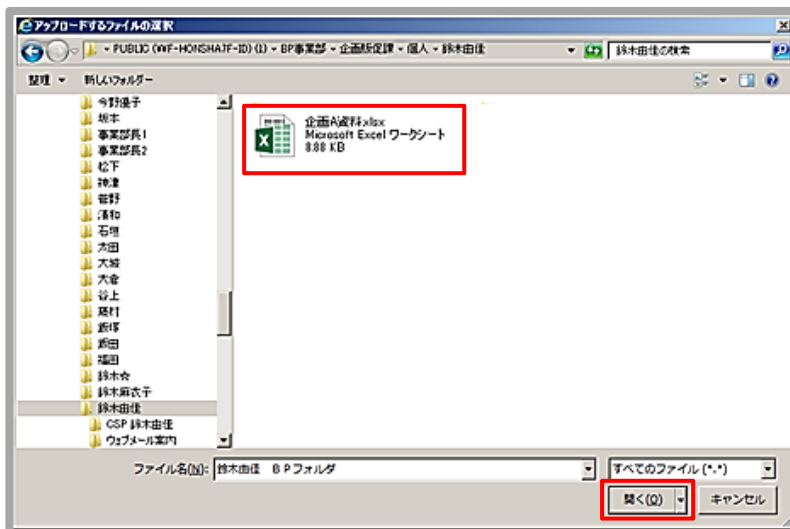 アップロードするファイルの選択
PUBLIC (WF-HONSHA7F-ID) (I) BP事業部 企画販促課 個人 鈴木由佳
鈴木由佳の検索
整理 新しいフォルダー
今野優子
坂本
事業部長1
事業部長2
松下
神津
菅野
清和
石垣
太田
大城
大倉
谷上
藤村
飯塚
飯田
福田
鈴木
鈴木麻衣子
鈴木由佳
CSP 鈴木由佳
ウェブメール案内
企画A資料.xlsx
Microsoft Excel ワークシート
8.88 KB
ファイル名(N): 鈴木由佳 BPフォルダ
すべてのファイル (*.*)
開く(O) キャンセル